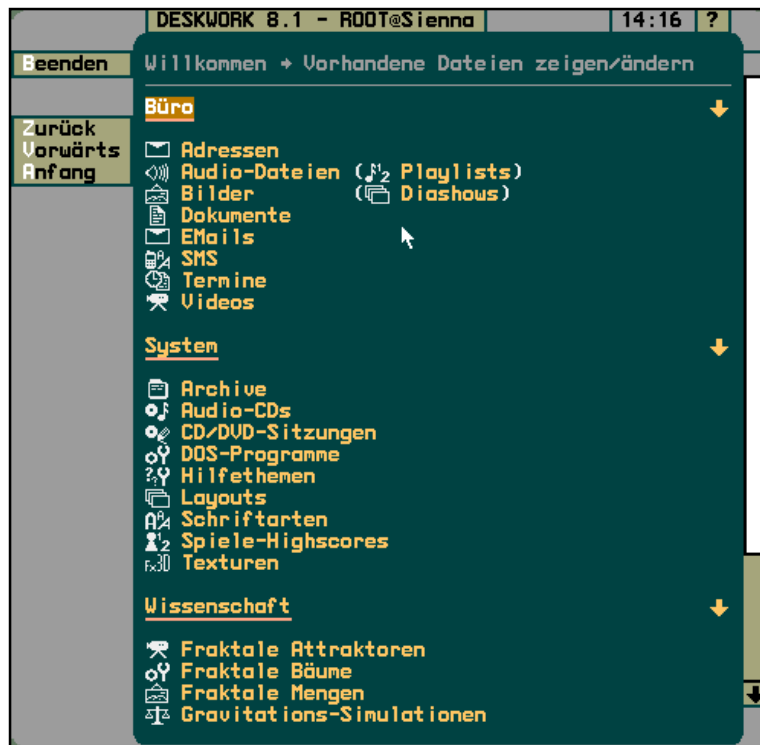 DESKWORK 8.1 - ROOT@Sienna 14:16 ?
Beenden
Willkommen → Vorhandene Dateien zeigen/ändern
Büro
Zurück
Vorwärts
Anfang
Adressen
Audio-Dateien (Playlists)
Bilder (Diashows)
Dokumente
EMails
SMS
Termine
Videos
System
Archive
Audio-CDs
CD/DVD-Sitzungen
DOS-Programme
Hilfethemen
Layouts
Schriftarten
Spiele-Highscores
Texturen
Wissenschaft
Fraktale Attraktoren
Fraktale Bäume
Fraktale Mengen
Gravitations-Simulationen